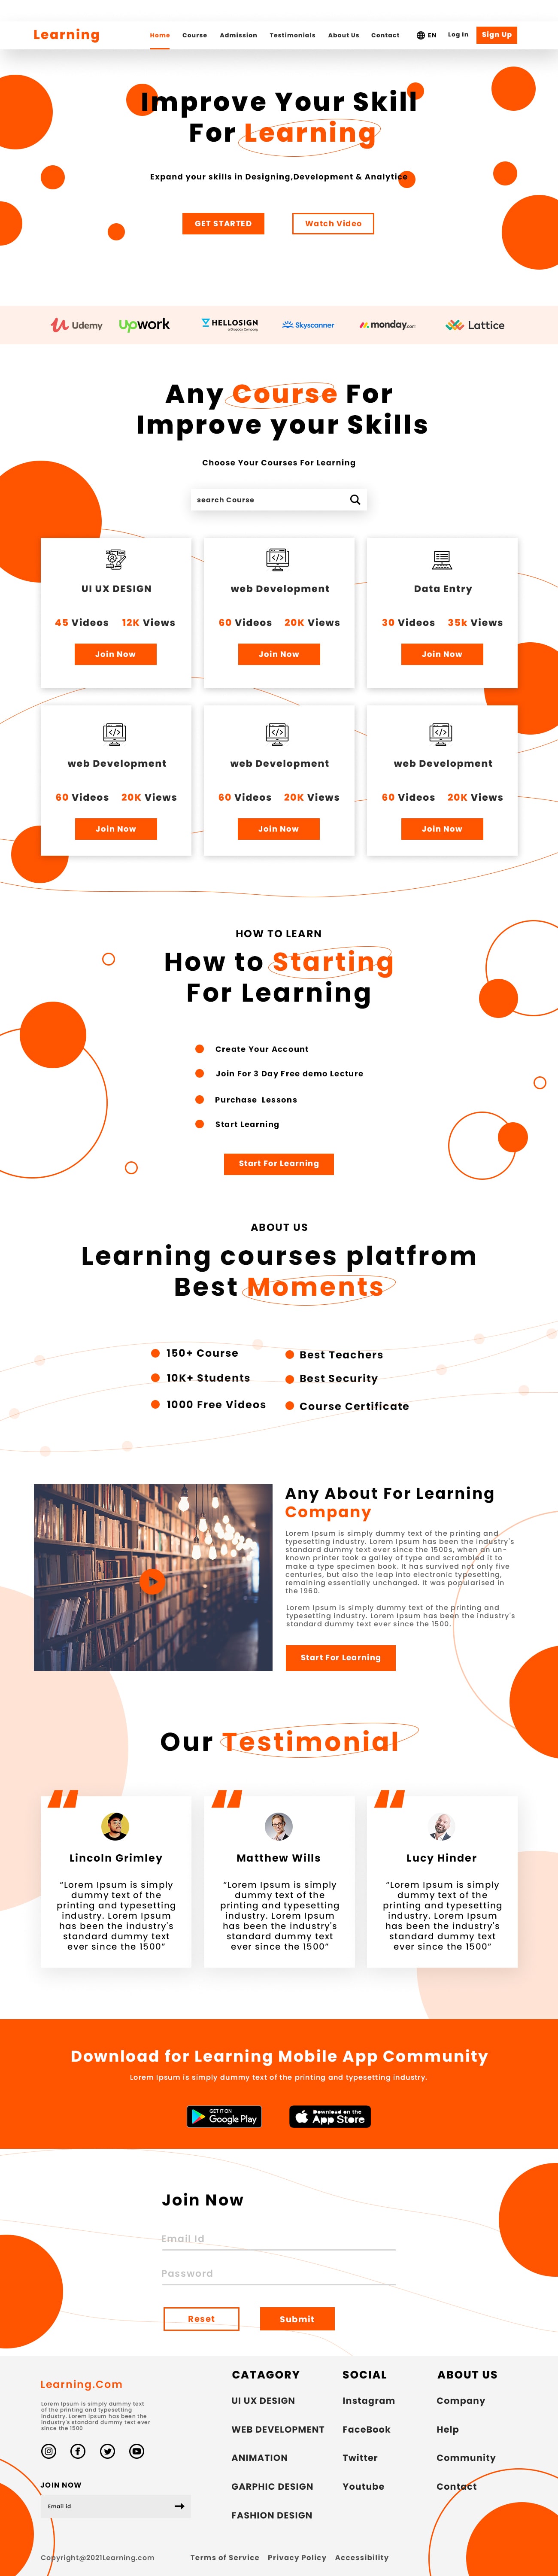 Learning
Home Course Admission Testimonials About Us Contact EN Log In Sign Up
Improve Your Skill
For Learning
Expand your skills in Designing,Development & Analytice
GET STARTED Watch Video
Udemy Upwork HELLOSIGN Skyscanner monday.com Lattice
a Dropbox Company
Any Course For
Improve your Skills
Choose Your Courses For Learning
search Course
UI UX DESIGN web Development Data Entry
45 Videos 12K Views 60 Videos 20K Views 30 Videos 35k Views
Join Now Join Now Join Now
web Development web Development web Development
60 Videos 20K Views 60 Videos 20K Views 60 Videos 20K Views
Join Now Join Now Join Now
HOW TO LEARN
How to Starting
For Learning
Create Your Account
Join For 3 Day Free demo Lecture
Purchase Lessons
Start Learning
Start For Learning
ABOUT US
Learning courses platfrom
Best Moments
150+ Course Best Teachers
10K+ Students Best Security
1000 Free Videos Course Certificate
Any About For Learning
Company
Lorem Ipsum is simply dummy text of the printing and
typesetting industry. Lorem Ipsum has been the industry's
standard dummy text ever since the 1500s, when an un-
known printer took a galley of type and scrambled it to
make a type specimen book. It has survived not only five
centuries, but also the leap into electronic typesetting,
remaining essentially unchanged. It was popularised in
the 1960.
Lorem Ipsum is simply dummy text of the printing and
typesetting industry. Lorem Ipsum has been the industry's
standard dummy text ever since the 1500.
Start For Learning
Our Testimonial
Lincoln Grimley
“Lorem Ipsum is simply
dummy text of the
printing and typesetting
industry. Lorem Ipsum
has been the industry's
standard dummy text
ever since the 1500”
Matthew Wills
“Lorem Ipsum is simply
dummy text of the
printing and typesetting
industry. Lorem Ipsum
has been the industry's
standard dummy text
ever since the 1500”
Lucy Hinder
“Lorem Ipsum is simply
dummy text of the
printing and typesetting
industry. Lorem Ipsum
has been the industry's
standard dummy text
ever since the 1500”
Download for Learning Mobile App Community
Lorem Ipsum is simply dummy text of the printing and typesetting industry.
GET IT ON
Google Play
Download on the
App Store
Join Now
Email Id
Password
Reset Submit
Learning.Com
Lorem Ipsum is simply dummy text
of the printing and typesetting
industry. Lorem Ipsum has been the
industry's standard dummy text ever
since the 1500
JOIN NOW
Email id
CATAGORY
UI UX DESIGN
WEB DEVELOPMENT
ANIMATION
GARPHIC DESIGN
FASHION DESIGN
SOCIAL
Instagram
FaceBook
Twitter
Youtube
ABOUT US
Company
Help
Community
Contact
Copyright@2021Learning.com Terms of Service Privacy Policy Accessibility